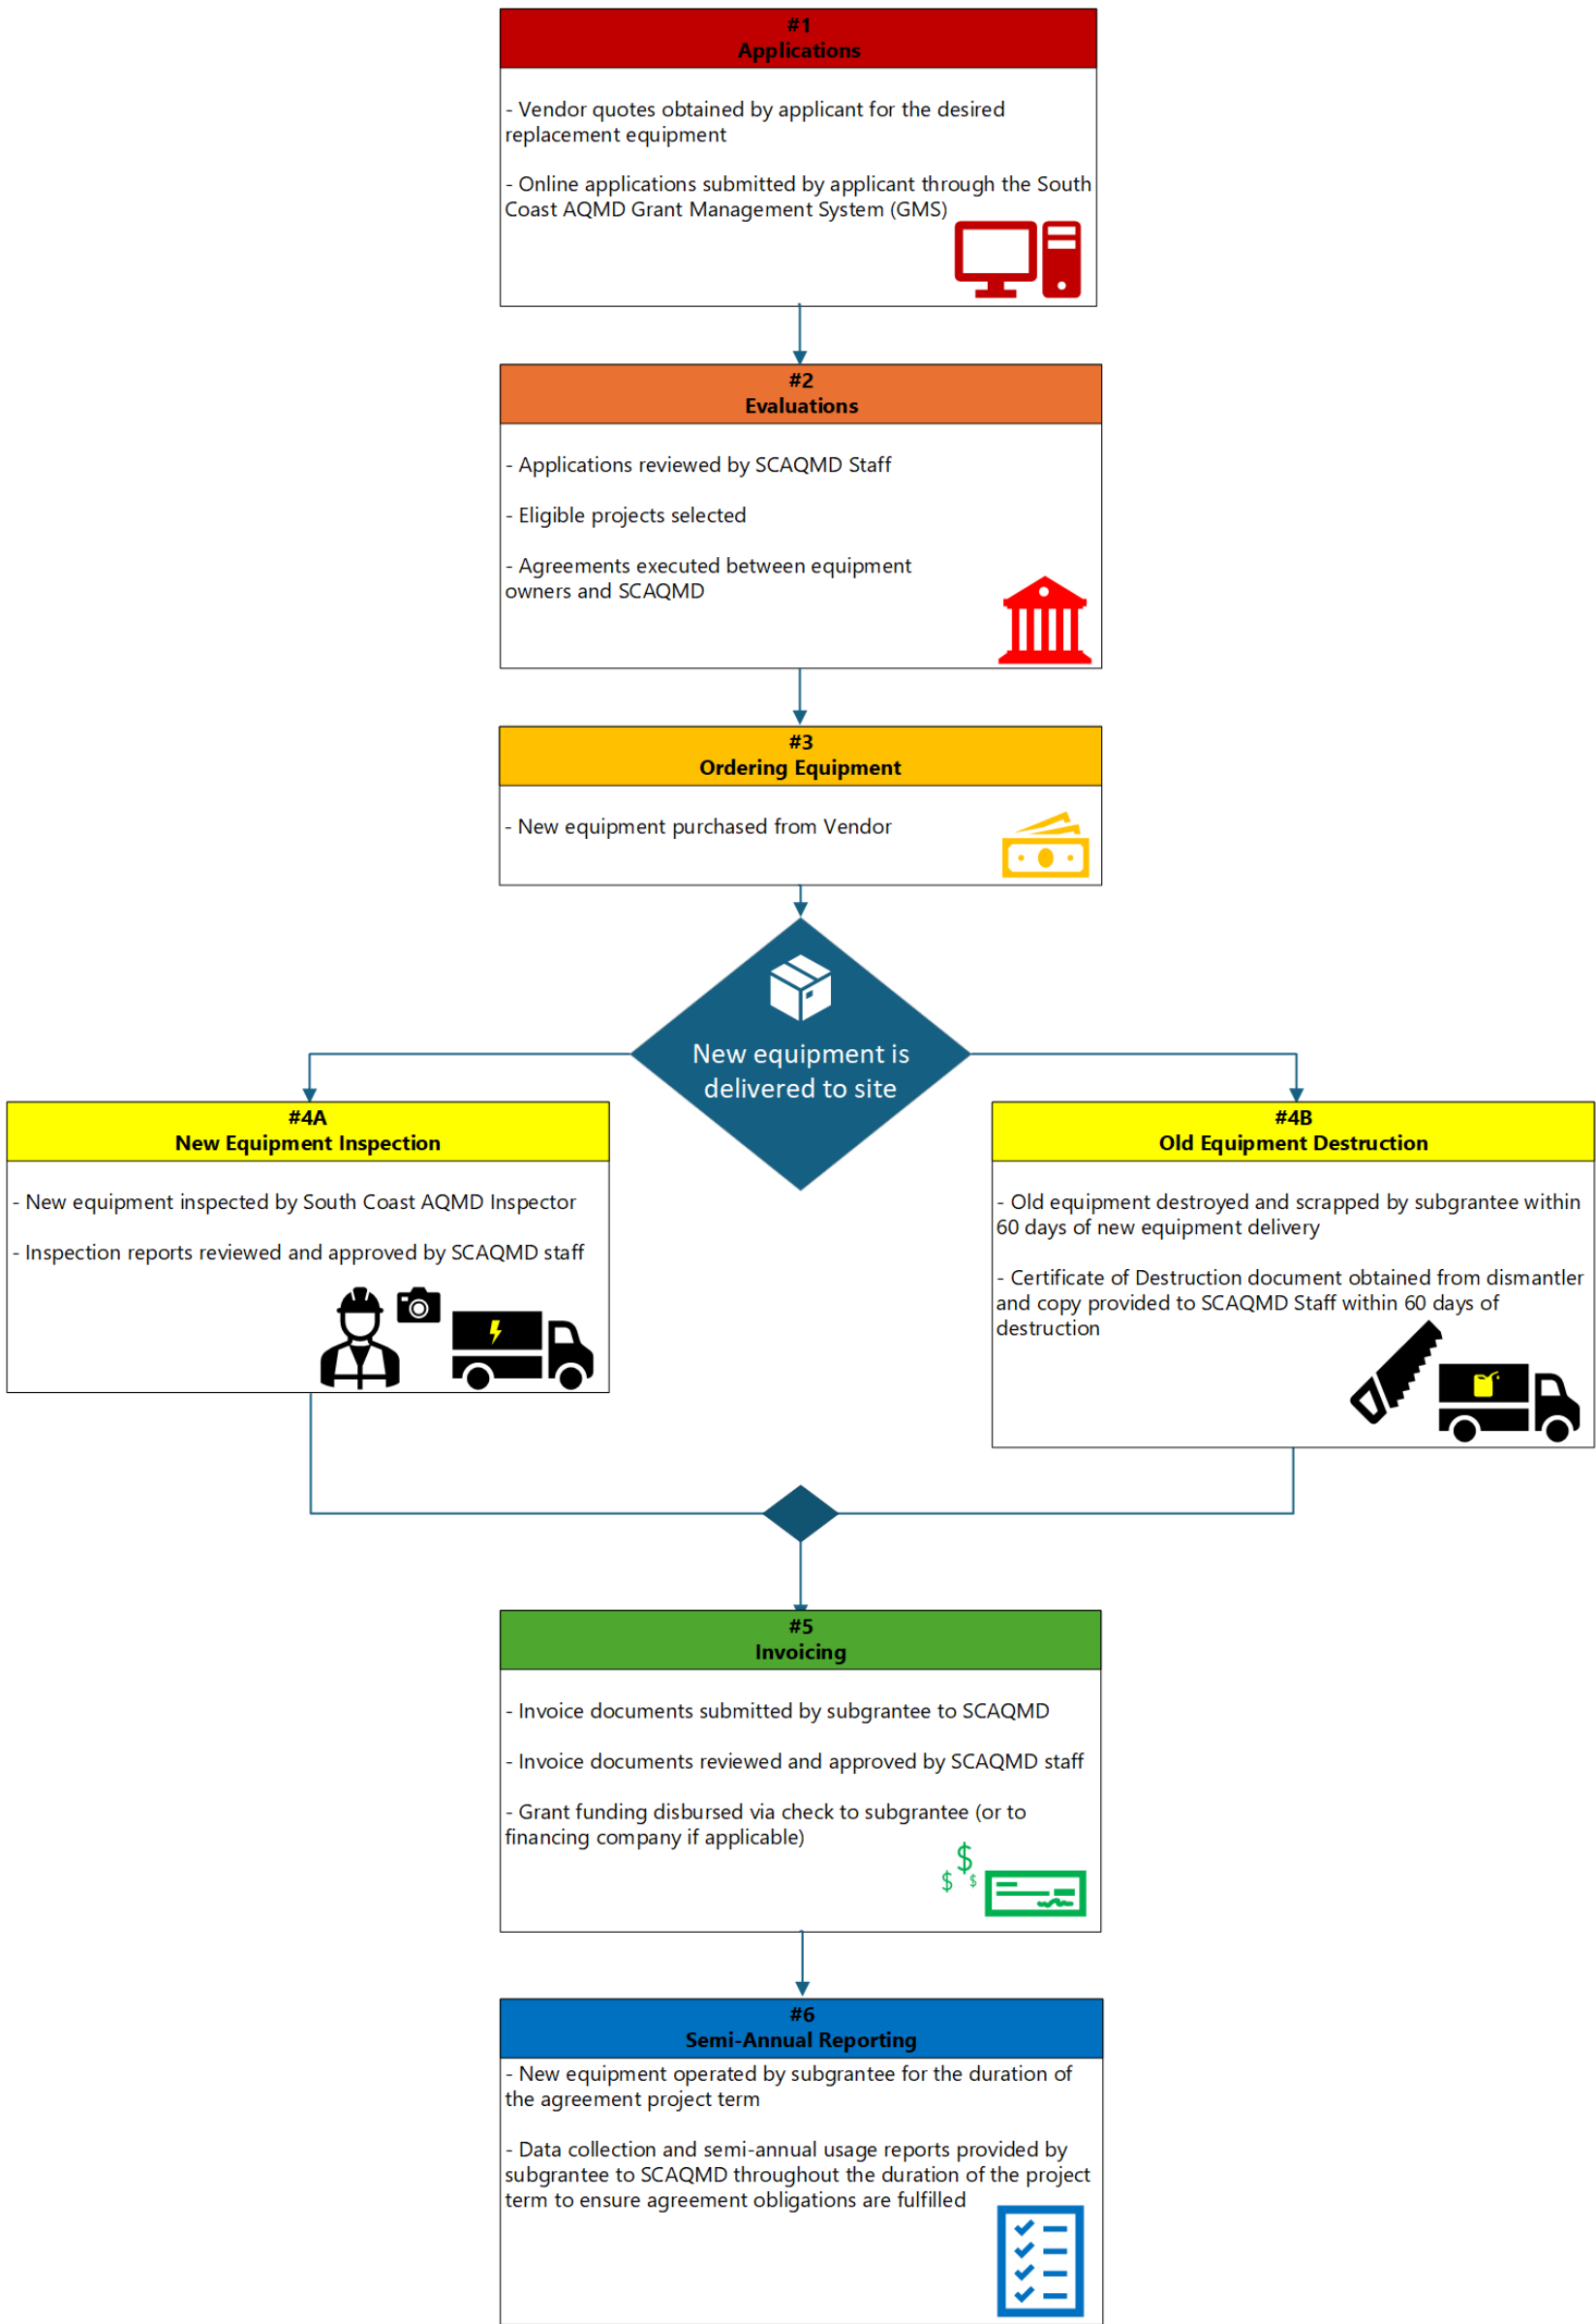 #1
Applications
- Vendor quotes obtained by applicant for the desired
replacement equipment
- Online applications submitted by applicant through the South
Coast AQMD Grant Management System (GMS)
#2
Evaluations
- Applications reviewed by SCAQMD Staff
- Eligible projects selected
- Agreements executed between equipment
owners and SCAQMD
#3
Ordering Equipment
- New equipment purchased from Vendor
New equipment is
delivered to site
#4A
New Equipment Inspection
- New equipment inspected by South Coast AQMD Inspector
- Inspection reports reviewed and approved by SCAQMD staff
#4B
Old Equipment Destruction
- Old equipment destroyed and scrapped by subgrantee within
60 days of new equipment delivery
- Certificate of Destruction document obtained from dismantler
and copy provided to SCAQMD Staff within 60 days of
destruction
#5
Invoicing
- Invoice documents submitted by subgrantee to SCAQMD
- Invoice documents reviewed and approved by SCAQMD staff
- Grant funding disbursed via check to subgrantee (or to
financing company if applicable)
$ $ $
#6
Semi-Annual Reporting
- New equipment operated by subgrantee for the duration of
the agreement project term
- Data collection and semi-annual usage reports provided by
subgrantee to SCAQMD throughout the duration of the project
term to ensure agreement obligations are fulfilled